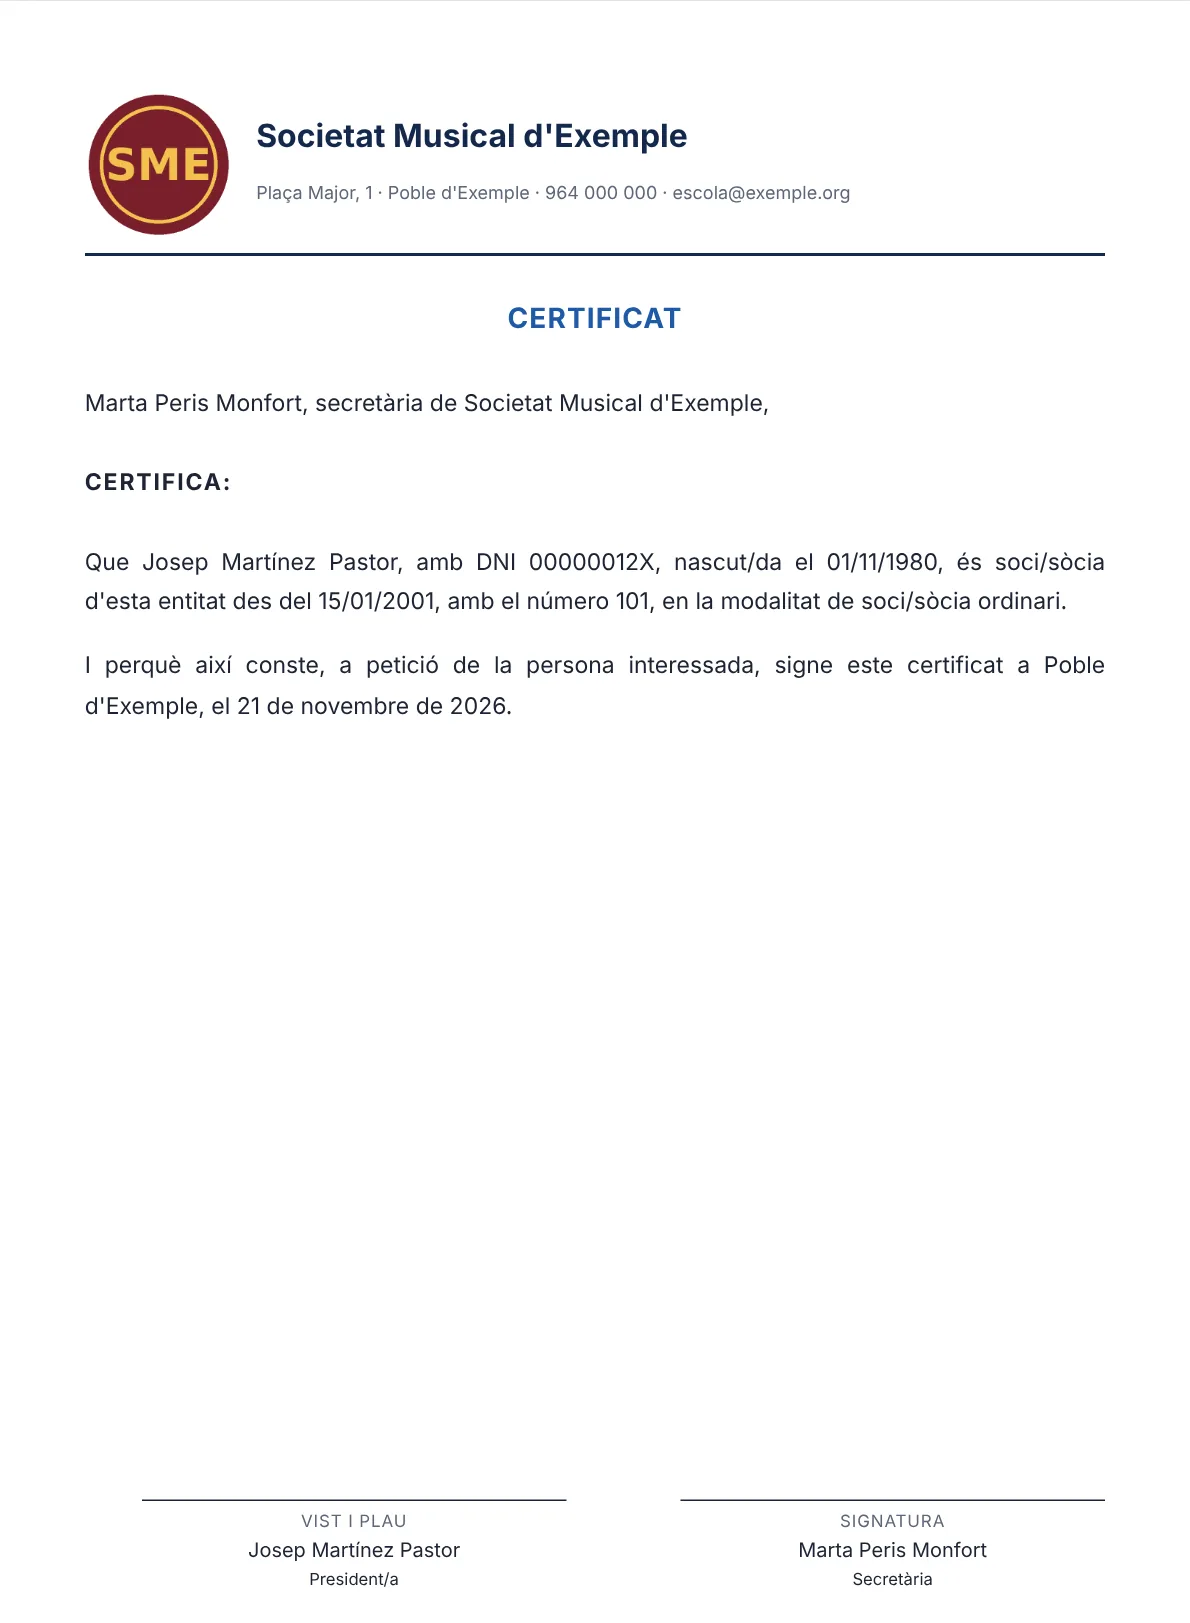 SME
Societat Musical d'Exemple
Plaça Major, 1 · Poble d'Exemple · 964 000 000 · escola@exemple.org
CERTIFICAT
Marta Peris Monfort, secretària de Societat Musical d'Exemple,
CERTIFICA:
Que Josep Martínez Pastor, amb DNI 00000012X, nascut/da el 01/11/1980, és soci/sòcia
d'esta entitat des del 15/01/2001, amb el número 101, en la modalitat de soci/sòcia ordinari.
I perquè així conste, a petició de la persona interessada, signe este certificat a Poble
d'Exemple, el 21 de novembre de 2026.
VIST I PLAU
Josep Martínez Pastor
President/a
SIGNATURA
Marta Peris Monfort
Secretària